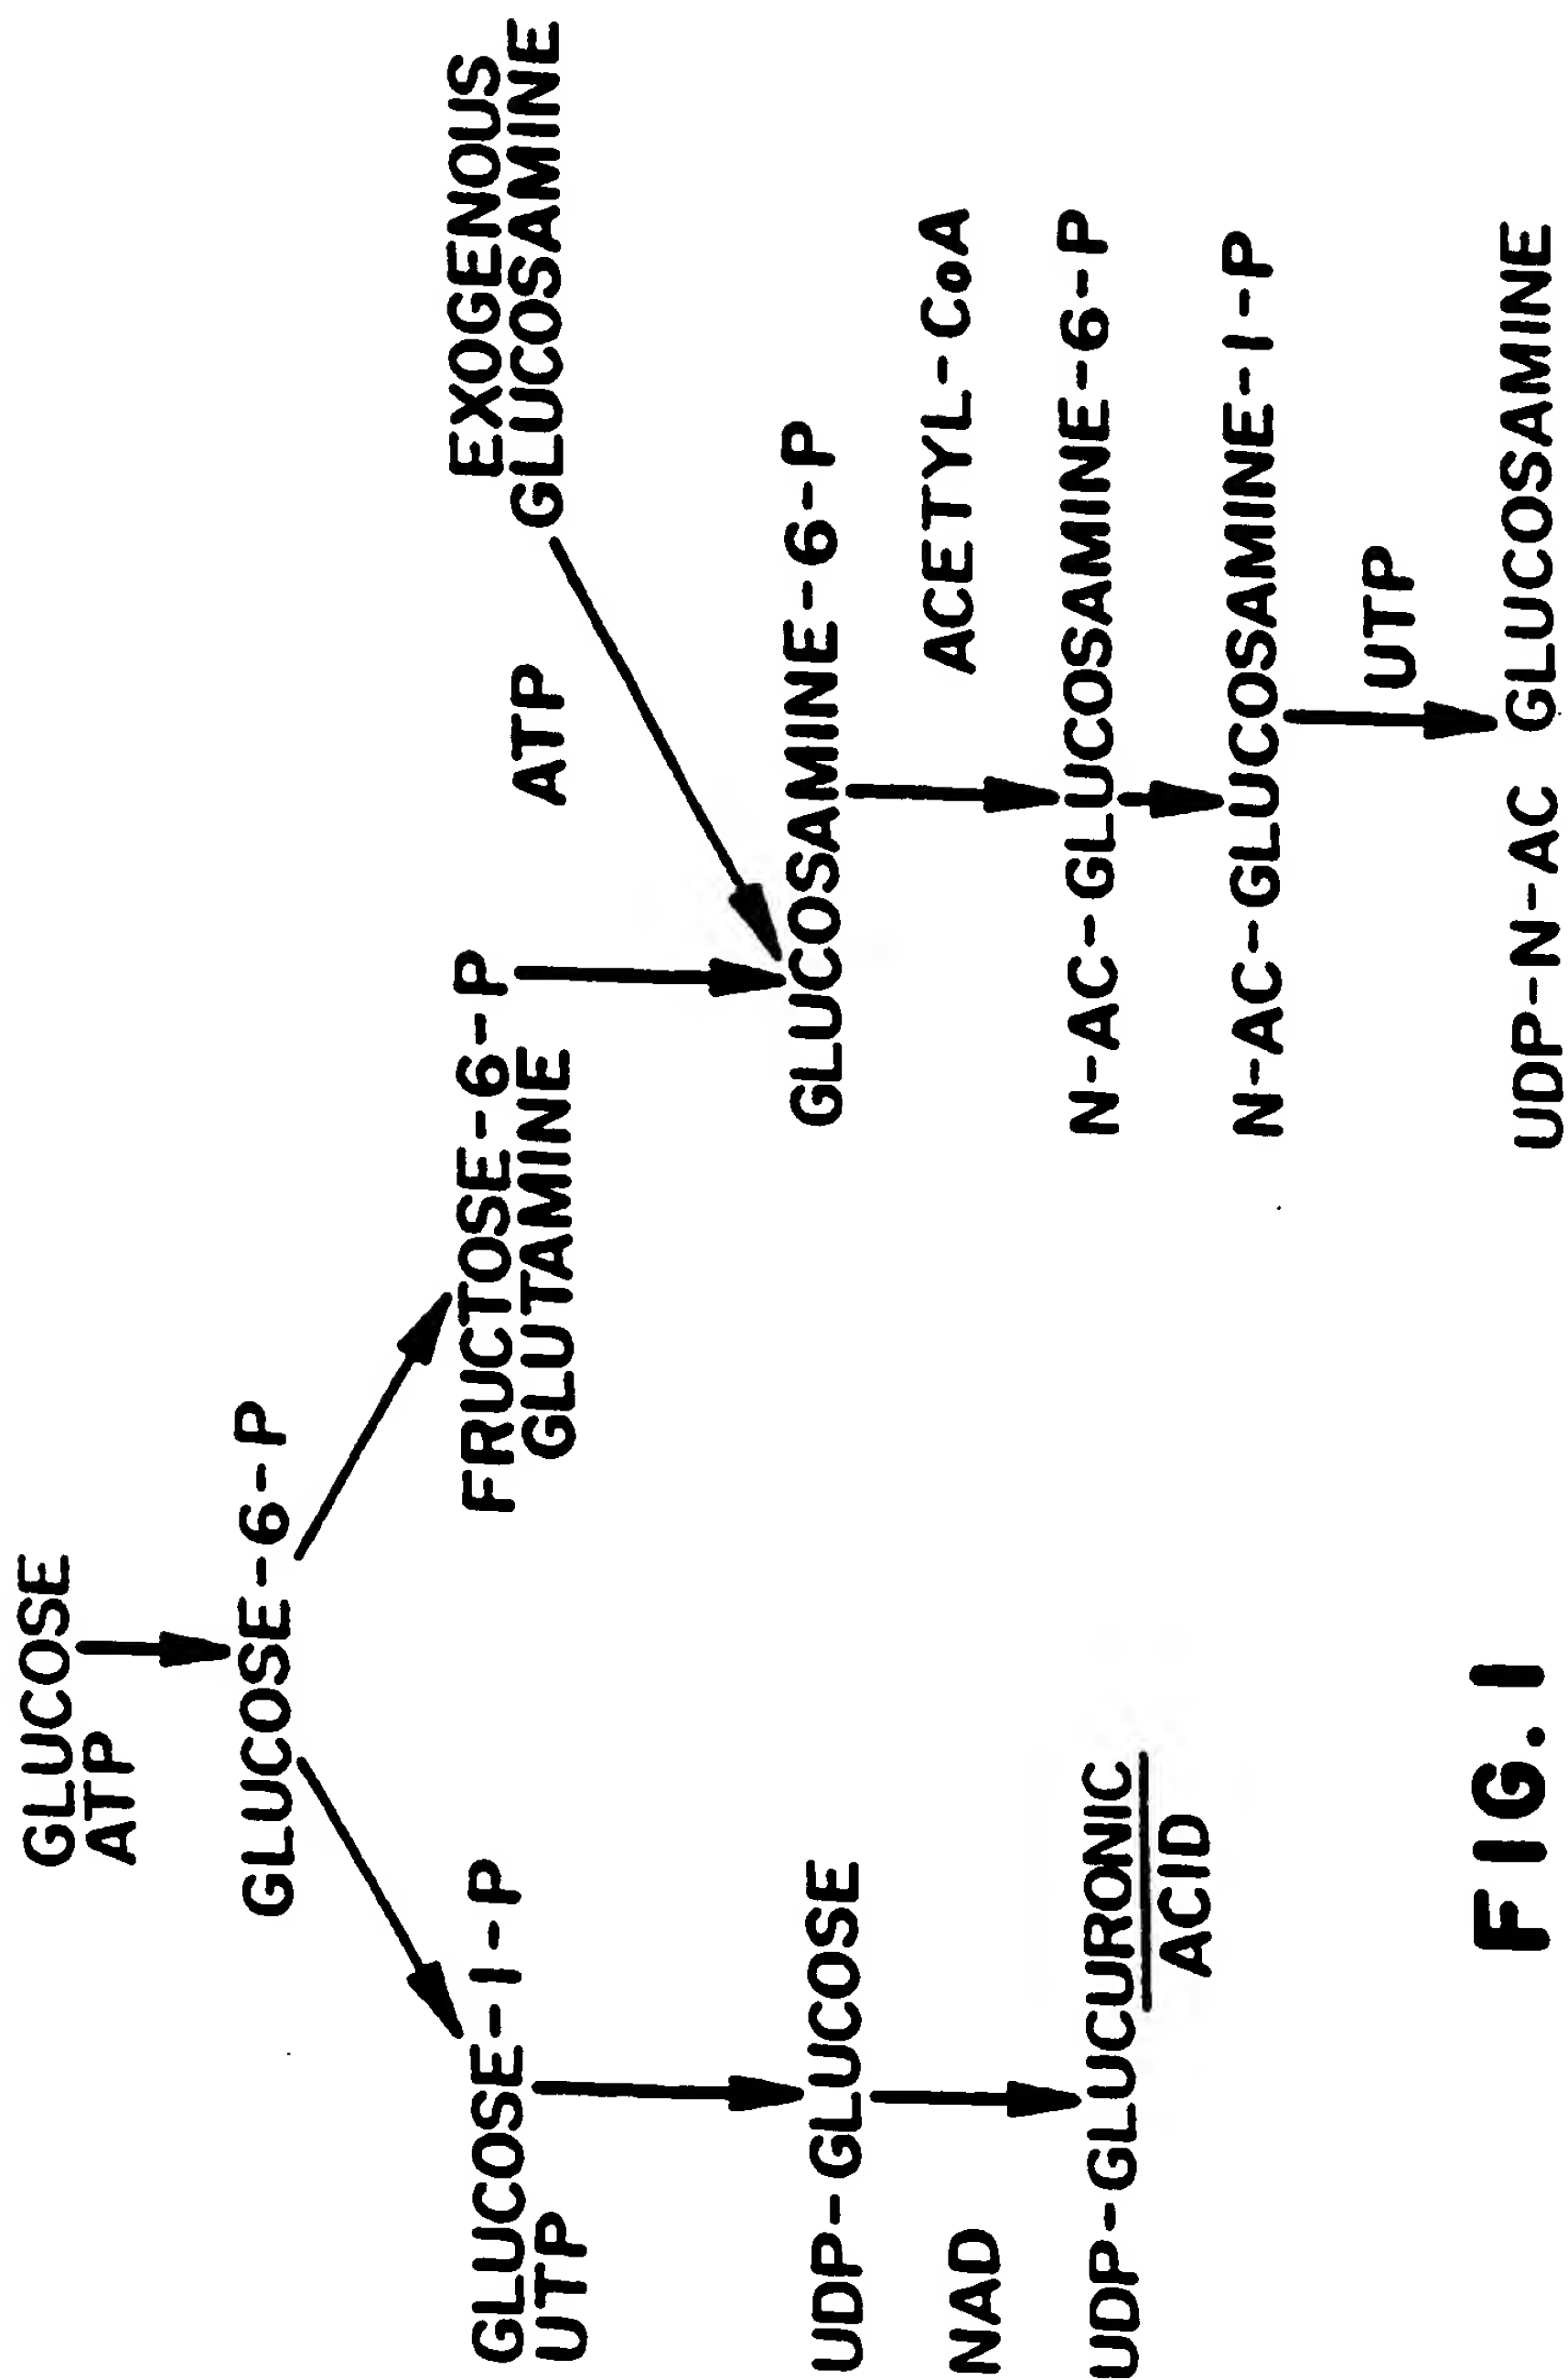 GLUCOSE
ATP
GLUCOSE-6-P
GLUCOSE-1-P
UTP
FRUCTOSE-6-P
GLUTAMINE
ATP
EXOGENOUS
GLUCOSAMINE
UDP-GLUCOSE
GLUCOSAMINE-6-P
NAD
ACETYL-CoA
UDP-GLUCURONIC
ACID
N-AC-GLUCOSAMINE-6-P
N-AC-GLUCOSAMINE-1-P
UTP
UDP-N-AC GLUCOSAMINE
FIG. 1